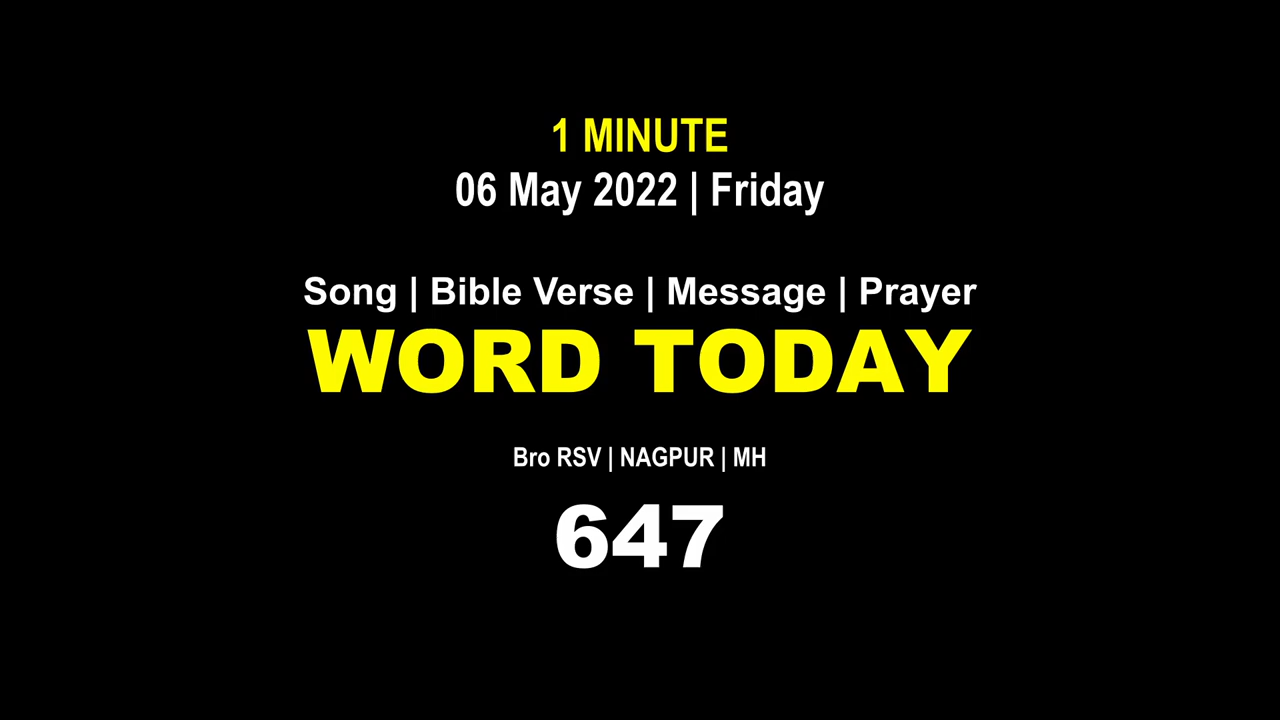 1 MINUTE
06 May 2022 | Friday
Song | Bible Verse | Message | Prayer
WORD TODAY
Bro RSV | NAGPUR | MH
647